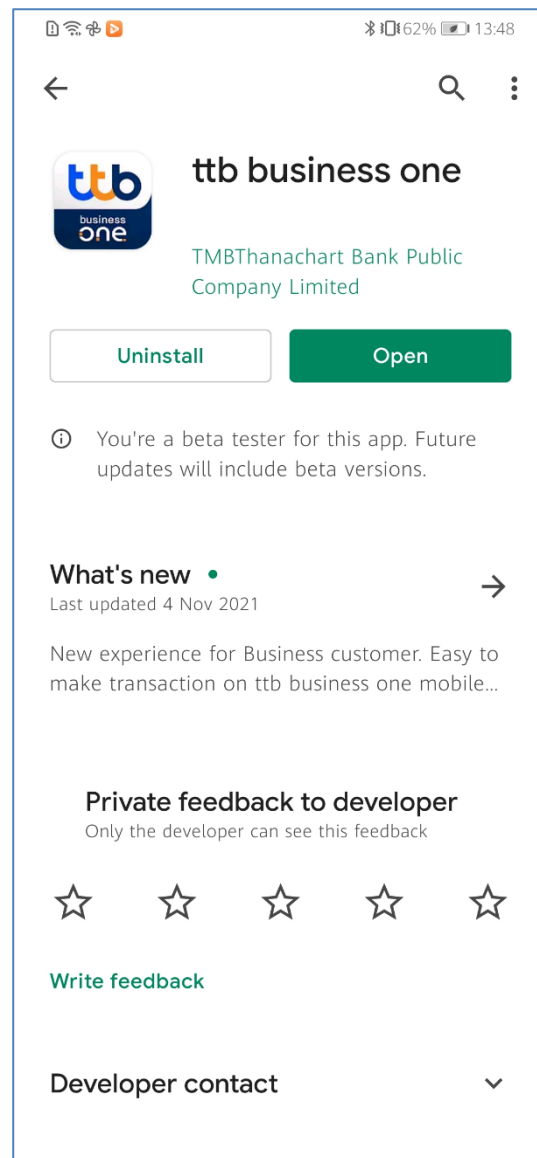 62% 13:48
ttb business one
ttb
business
one
TMBThanachart Bank Public
Company Limited
Uninstall Open
You're a beta tester for this app. Future
updates will include beta versions.
What's new
Last updated 4 Nov 2021
New experience for Business customer. Easy to
make transaction on ttb business one mobile...
Private feedback to developer
Only the developer can see this feedback
Write feedback
Developer contact